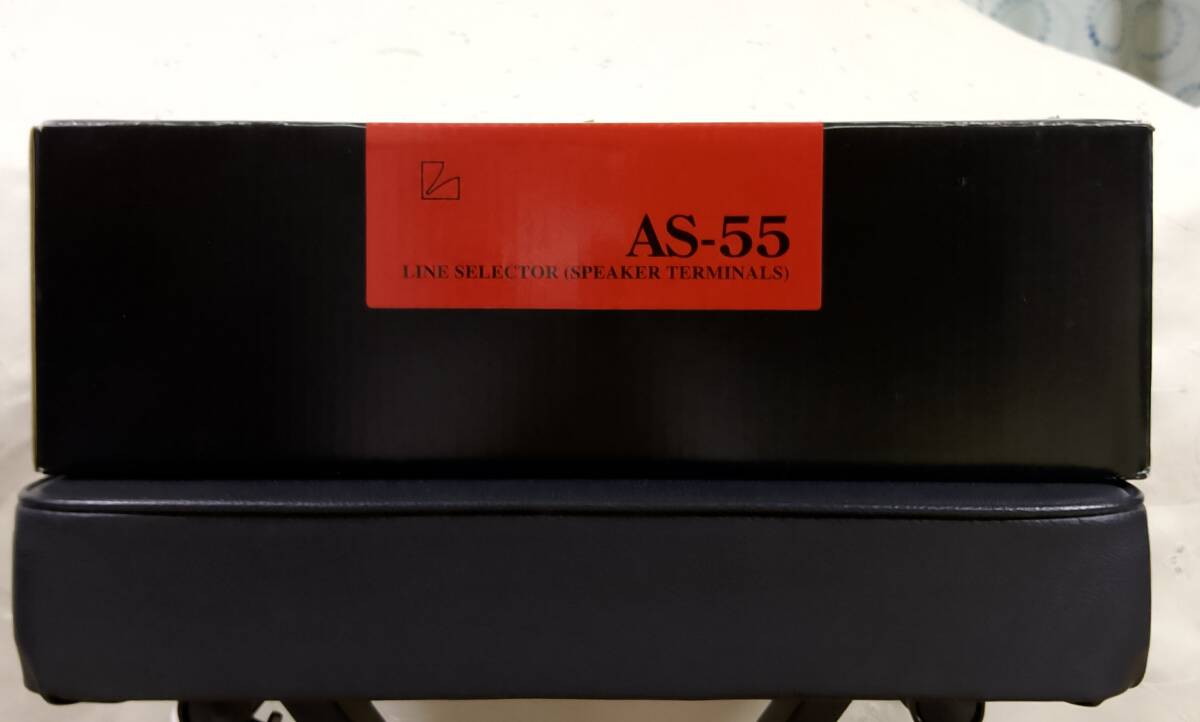 AS-55
LINE SELECTOR (SPEAKER TERMINALS)